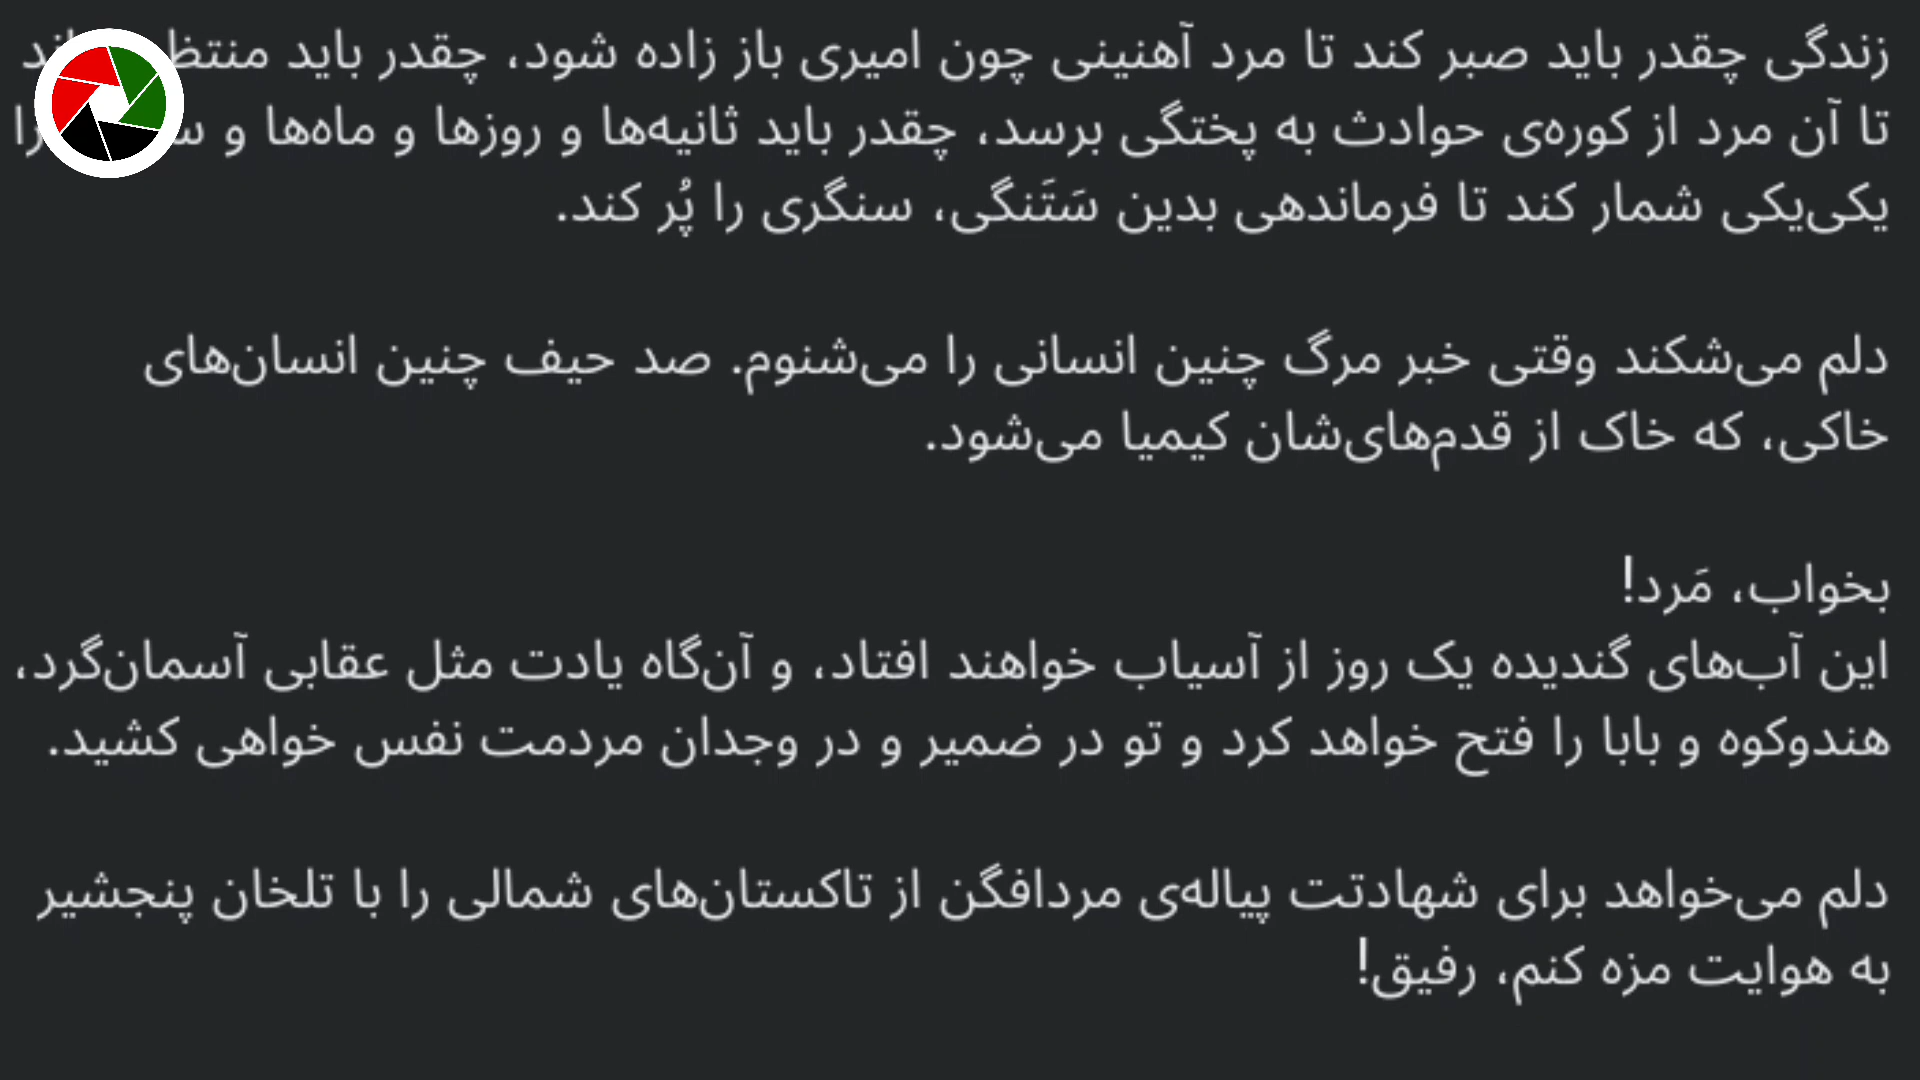 زندگی چقدر باید صبر کند تا مرد آهنینی چون امیری باز زاده شود، چقدر باید
تا آن مرد از کوره‌ی حوادث به پختگی برسد، چقدر باید ثانیه‌ها و روزها و ماه‌ها و را
یکی‌یکی شمار کند تا فرماندهی بدین سَتَنگی، سنگری را پُر کند.
دلم می‌شکند وقتی خبر مرگ چنین انسانی را می‌شنوم. صد حیف چنین انسان‌های
خاکی، که خاک از قدم‌های‌شان کیمیا می‌شود.
بخواب، مَرد!
این آب‌های گندیده یک روز از آسیاب خواهند افتاد، و آن‌گاه یادت مثل عقابی آسمان‌گرد،
هندوکوه و بابا را فتح خواهد کرد و تو در ضمیر و در وجدان مردمت نفس خواهی کشید.
دلم می‌خواهد برای شهادتت پیاله‌ی مردافگن از تاکستان‌های شمالی را با تلخان پنجشیر
به هوایت مزه کنم، رفیق!